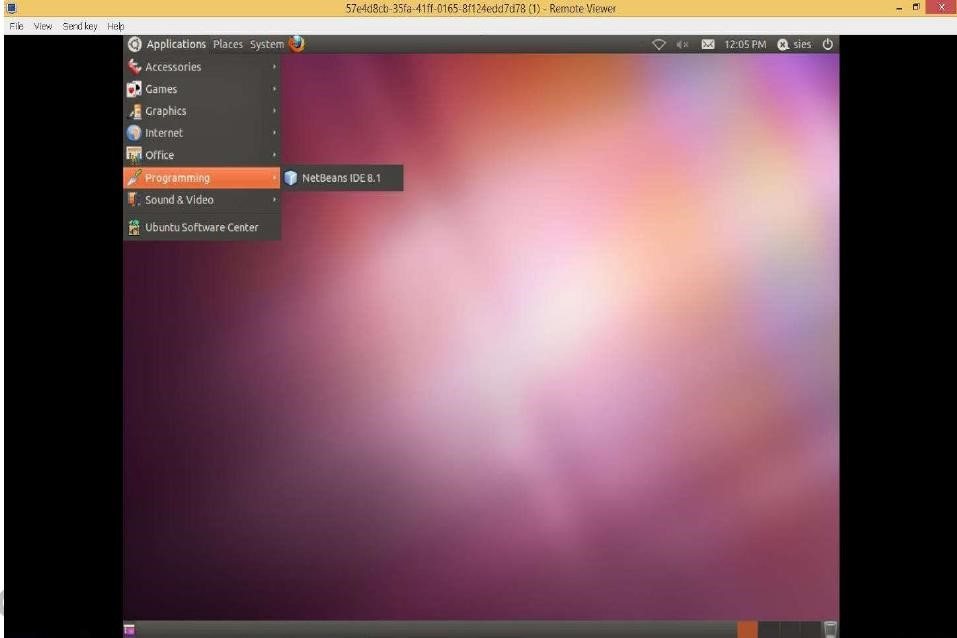 57e4d8cb-35fa-41ff-0165-8f124edd7d78 (1) - Remote Viewer
File View Send key Help
Applications Places System 12:05 PM sies
Accessories
Games
Graphics
Internet
Office
Programming NetBeans IDE 8.1
Sound & Video
Ubuntu Software Center